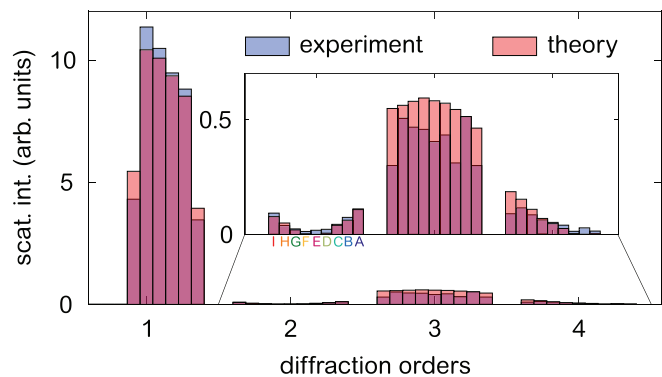 experiment
theory
10
5
0
scat. int. (arb. units)
0.5
0
I H G F E D C B A
1 2 3 4
diffraction orders